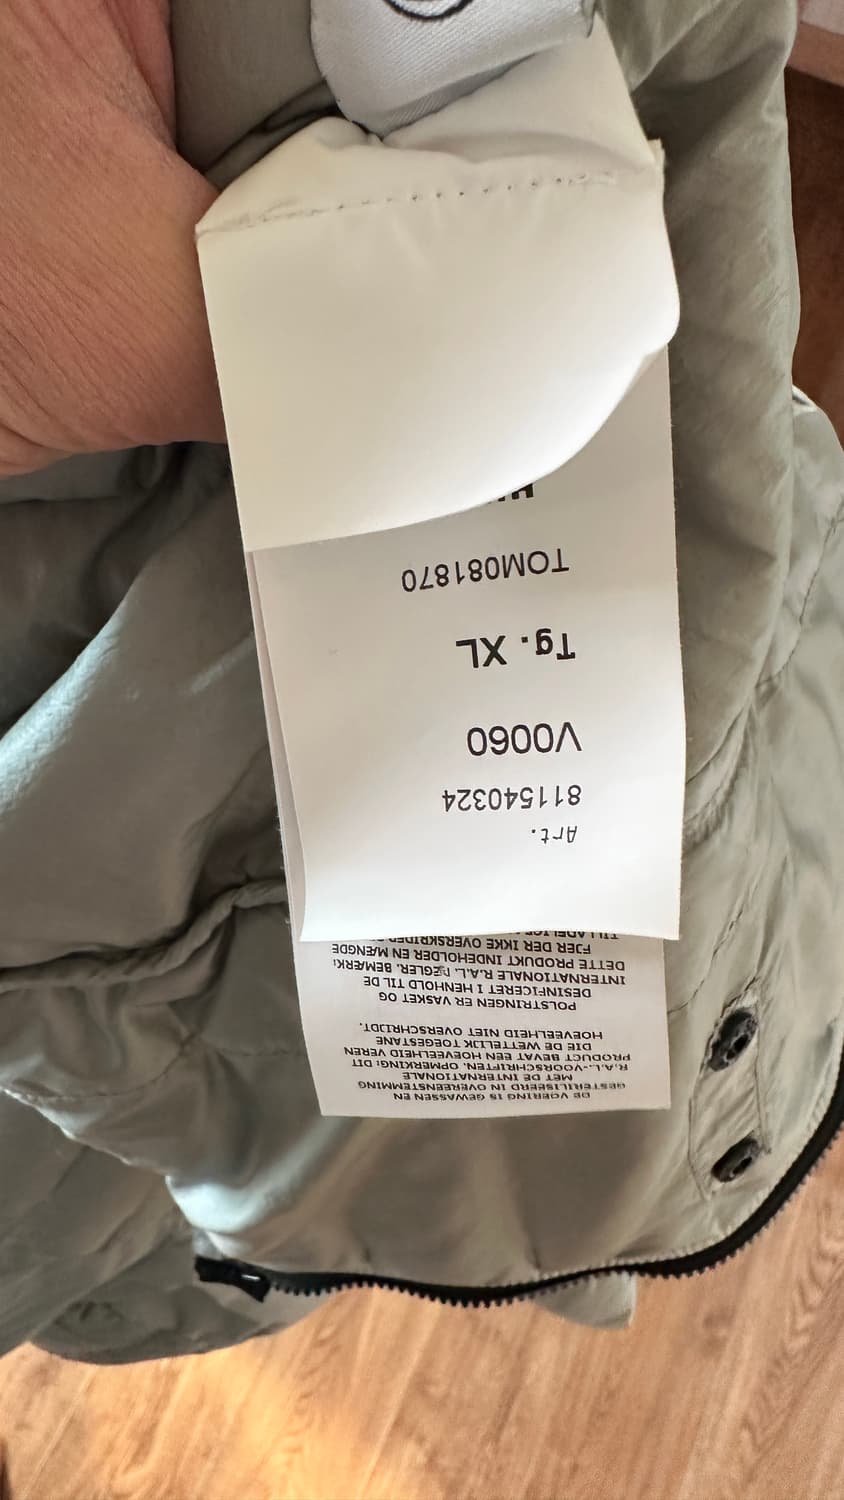 DE VOERING IS GEWASSEN EN
GESTERILISEERD IN OVEREENSTEMMING
MET DE INTERNATIONALE
R.A.L.-VOORSCHRIFTEN. OPMERKING: DIT
PRODUCT BEVAT EEN HOEVEELHEID VEREN
DIE DE WETTELIJK TOEGESTANE
HOEVEELHEID NIET OVERSCHRIJDT.
POLSTRINGEN ER VASKET OG
DESINFICERET I HENHOLD TIL DE
INTERNATIONALE R.A.L. REGLER. BEMÆRK:
DETTE PRODUKT INDEHOLDER EN MÆNGDE
FJER DER IKKE OVERSKRIDER
Art.
811540324
V0060
Tg. XL
TOM081870